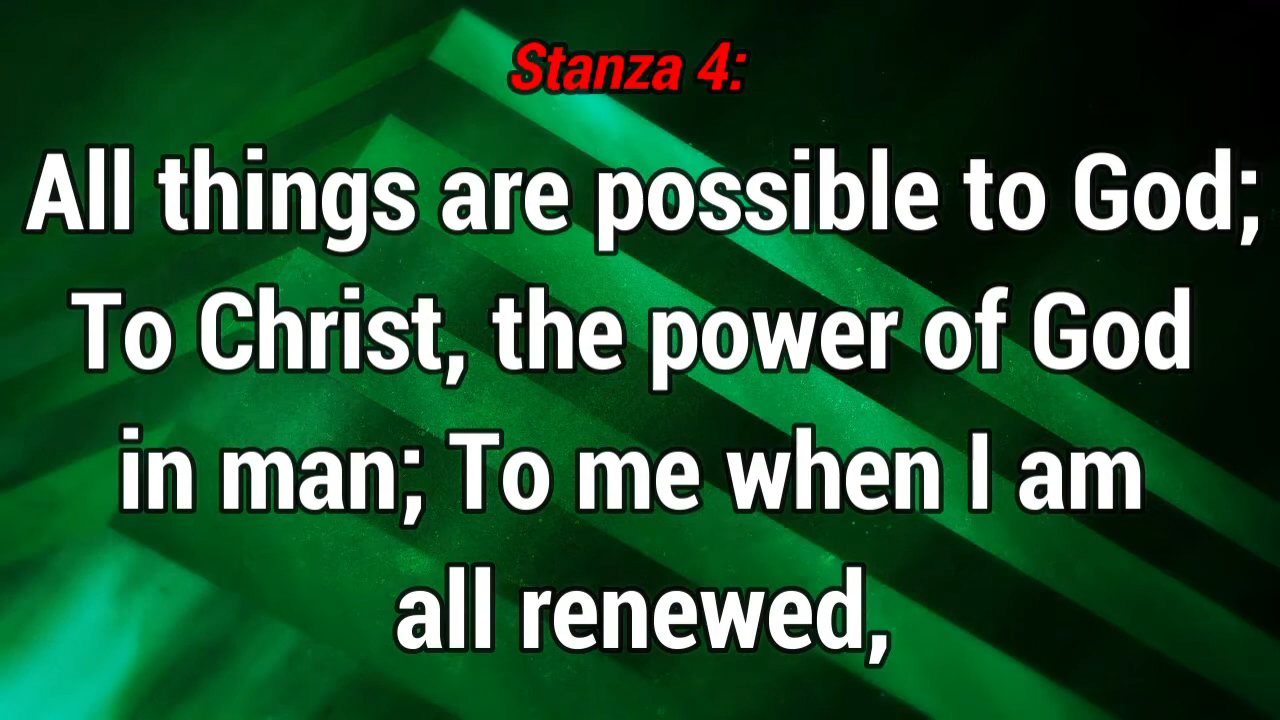 Stanza 4:
All things are possible to God;
To Christ, the power of God
in man; To me when I am
all renewed,